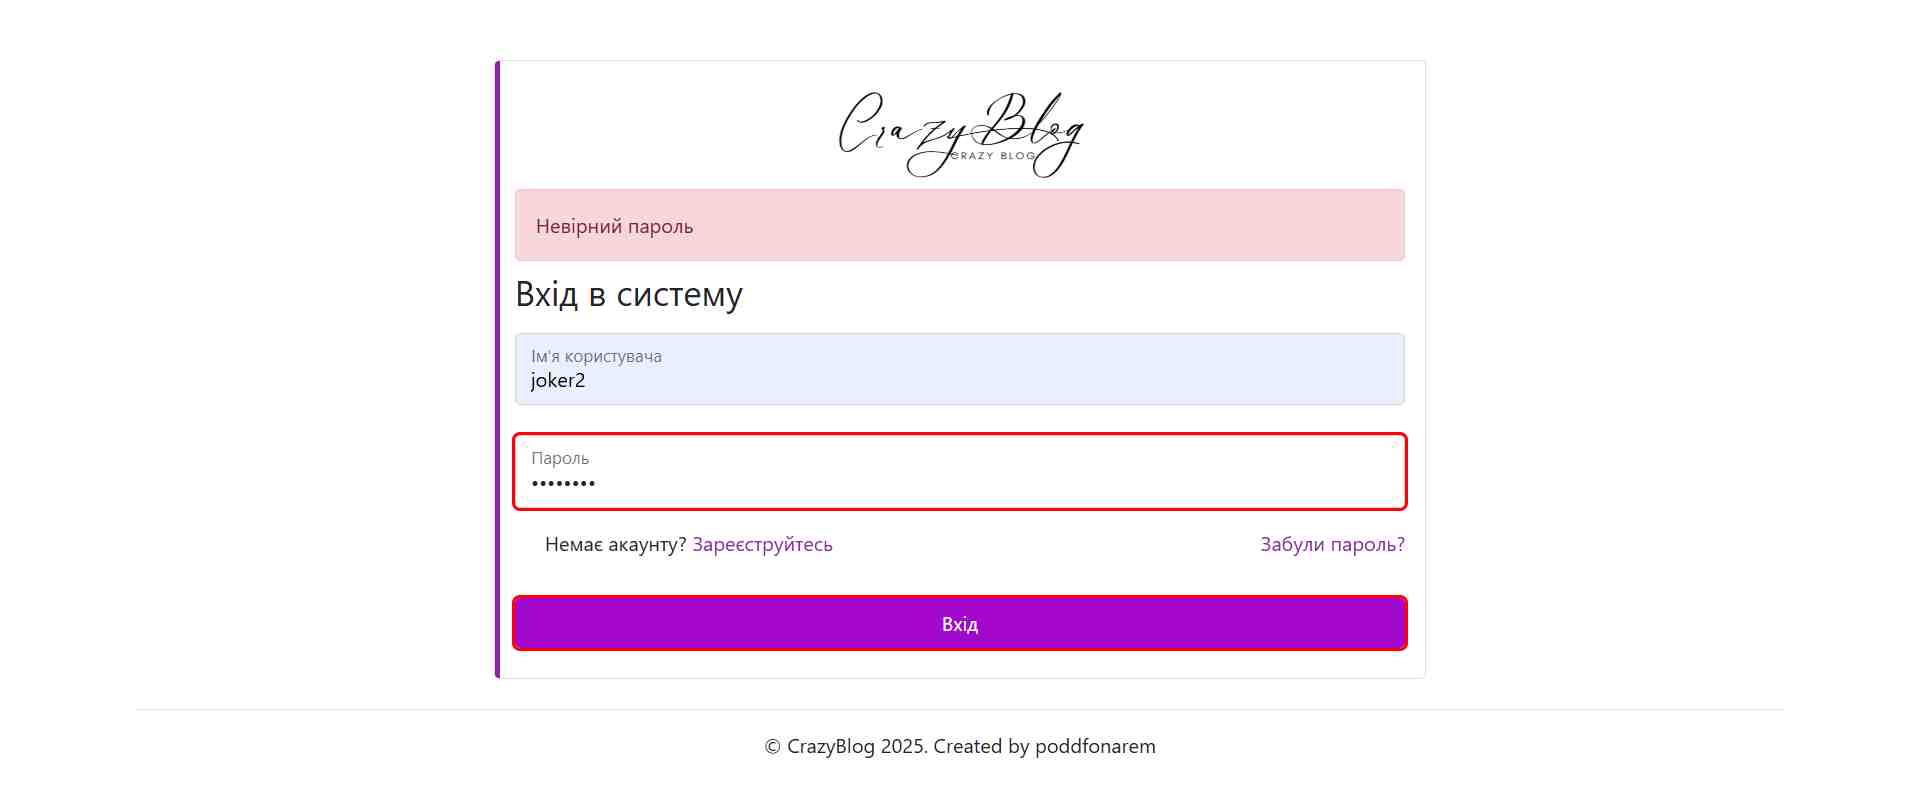 CrazyBlog
CRAZY BLOG
Невірний пароль
Вхід в систему
Ім'я користувача
joker2
Пароль
••••••••
Немає акаунту? Зареєструйтесь Забули пароль?
Вхід
© CrazyBlog 2025. Created by poddfonarem